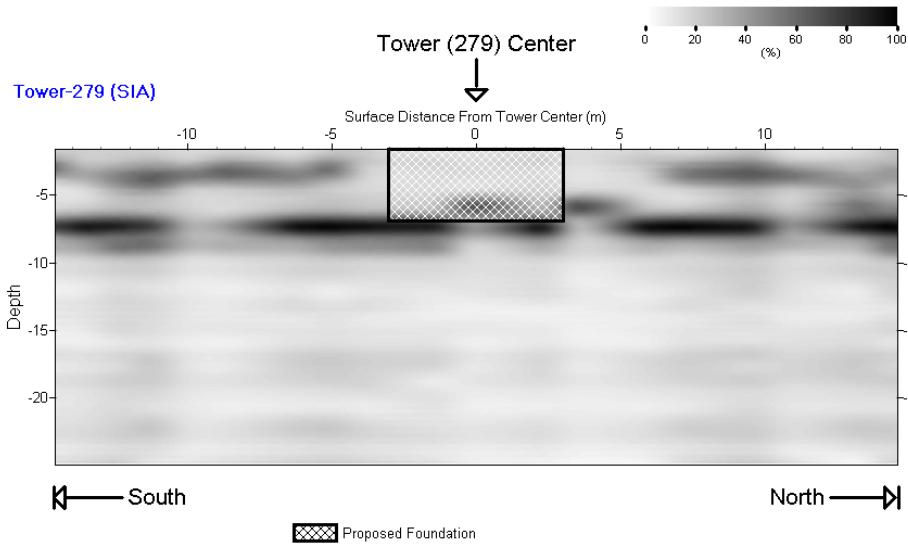 0 20 40 60 80 100
(%)
Tower (279) Center
Tower-279 (SIA)
Surface Distance From Tower Center (m)
-10 -5 0 5 10
Depth
-5
-10
-15
-20
South
North
Proposed Foundation